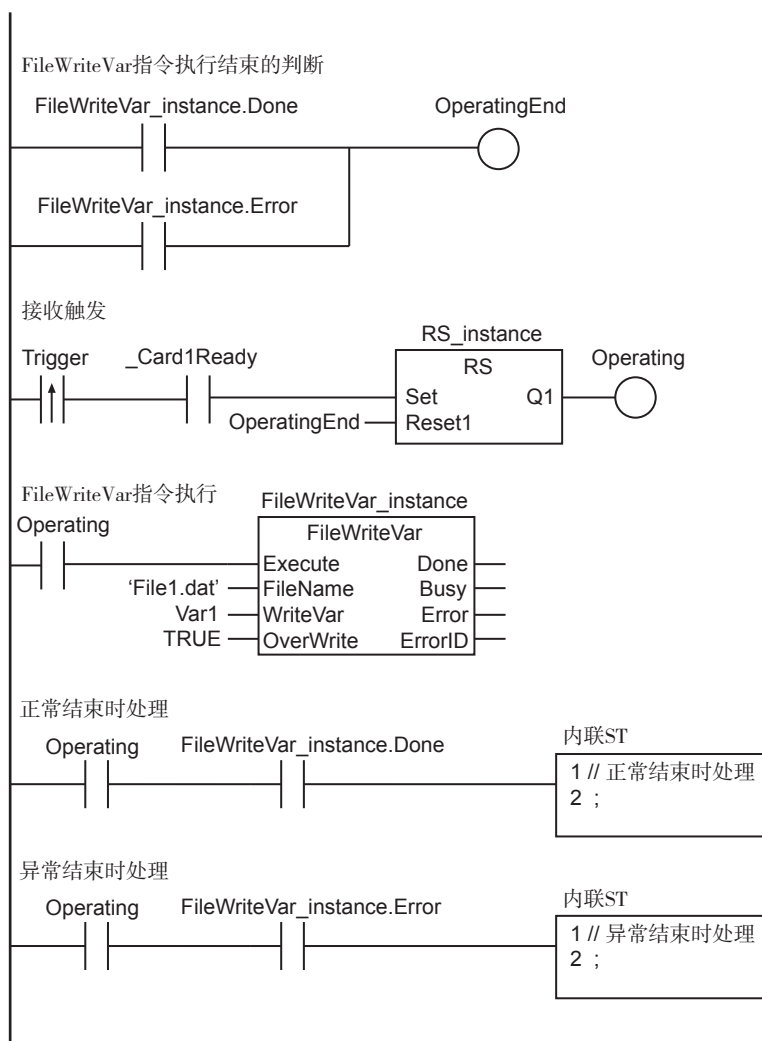 FileWriteVar指令执行结束的判断
FileWriteVar_instance.Done OperatingEnd
FileWriteVar_instance.Error
接收触发
RS_instance
Trigger _Card1Ready RS Operating
Set Q1
OperatingEnd Reset1
FileWriteVar指令执行
FileWriteVar_instance
Operating FileWriteVar
Execute Done
‘File1.dat’ FileName Busy
Var1 WriteVar Error
TRUE OverWrite ErrorID
正常结束时处理
Operating FileWriteVar_instance.Done 内联ST
1 // 正常结束时处理
2 ;
异常结束时处理
Operating FileWriteVar_instance.Error 内联ST
1 // 异常结束时处理
2 ;